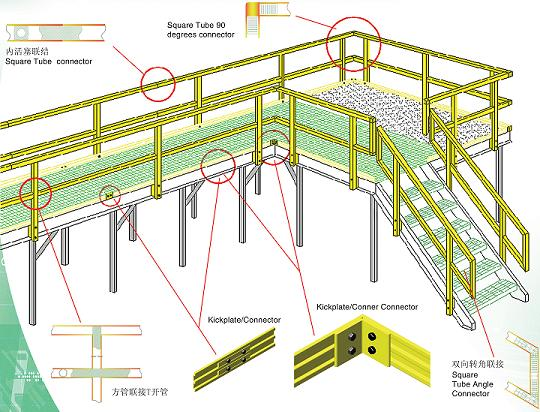 Square Tube 90
degrees connector
内活塞联结
Square Tube connector
Kickplate/Connector
Kickplate/Conner Connector
方管联接T开管
双向转角联接
Square
Tube Angle
Connector